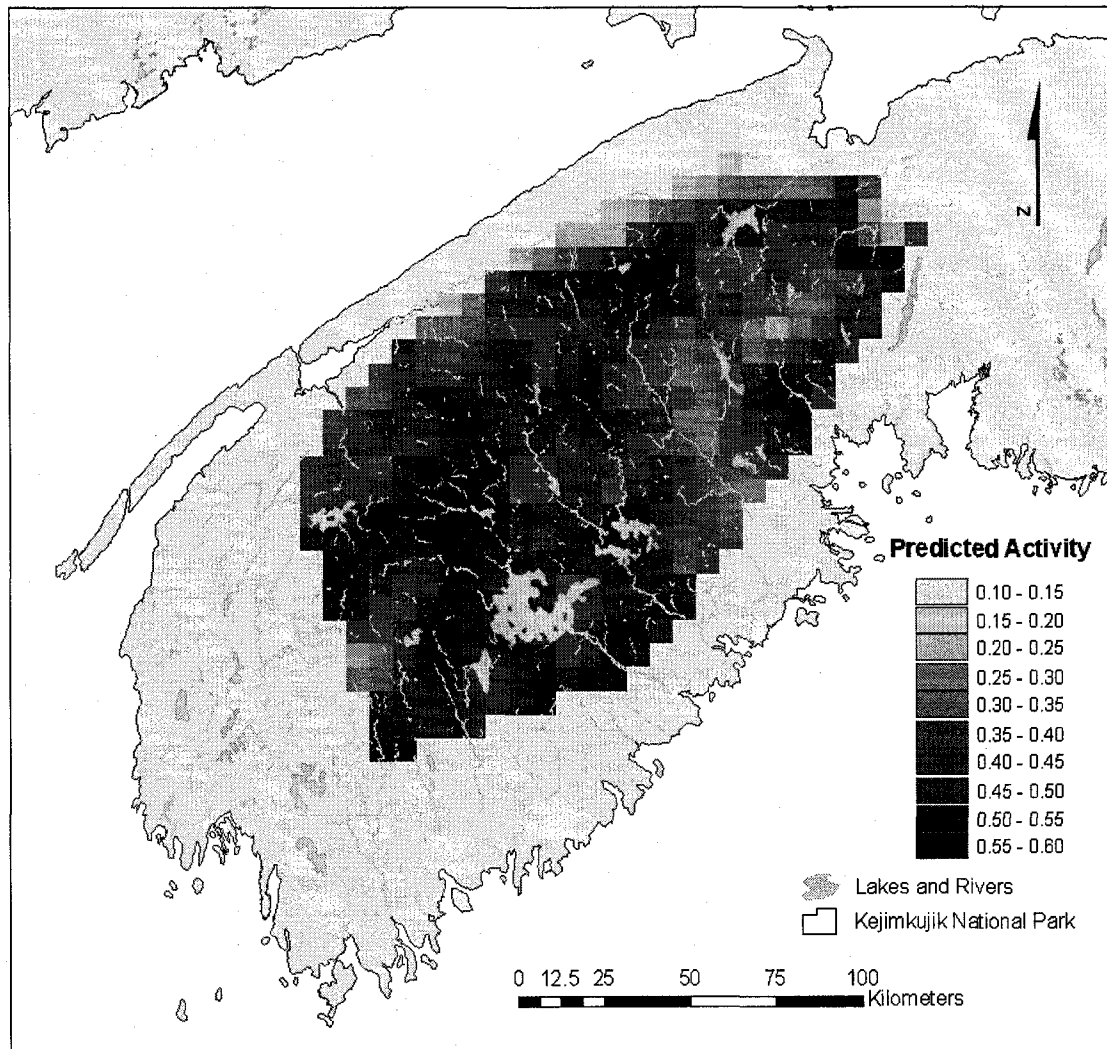 N
Predicted Activity
0.10 - 0.15
0.15 - 0.20
0.20 - 0.25
0.25 - 0.30
0.30 - 0.35
0.35 - 0.40
0.40 - 0.45
0.45 - 0.50
0.50 - 0.55
0.55 - 0.60
Lakes and Rivers
Kejimkujik National Park
0 12.5 25 50 75 100
Kilometers